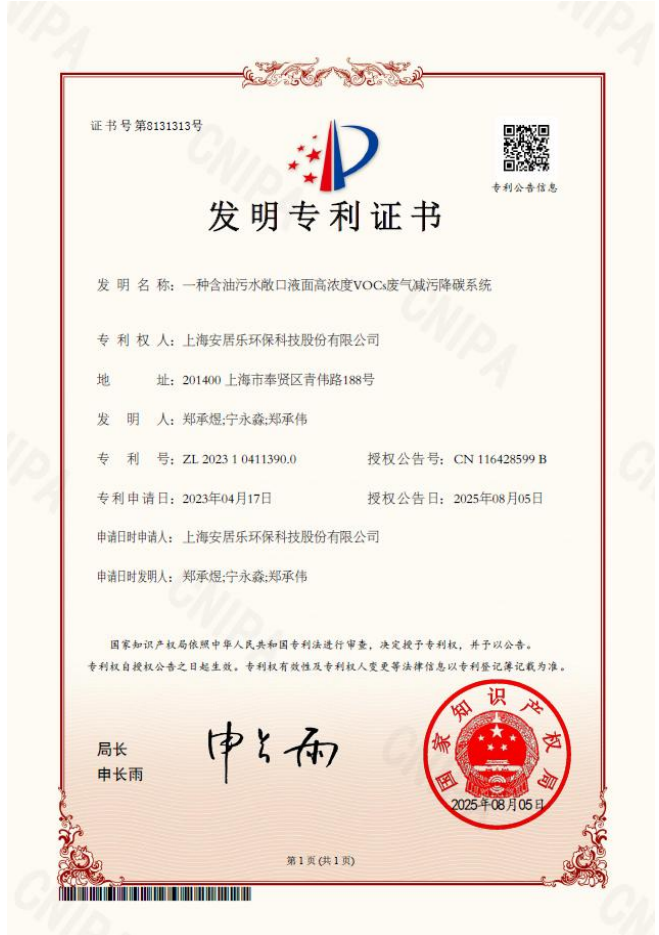 证书号第8131313号
专利公告信息
发明专利证书
发 明 名 称：一种含油污水敞口液面高浓度VOCs废气减污降碳系统
专 利 权 人：上海安居乐环保科技股份有限公司
地 址：201400 上海市奉贤区青伟路188号
发 明 人：郑承煜;宁永淼;郑承伟
专 利 号：ZL 2023 1 0411390.0 授权公告号：CN 116428599 B
专利申请日：2023年04月17日 授权公告日：2025年08月05日
申请日时申请人：上海安居乐环保科技股份有限公司
申请日时发明人：郑承煜;宁永淼;郑承伟
国家知识产权局依照中华人民共和国专利法进行审查，决定授予专利权，并予以公告。
专利权自授权公告之日起生效。专利权有效性及专利权人变更等法律信息以专利登记簿记载为准。
局长
申长雨
申长雨
国家知识产权局
2025年08月05日
第1页(共1页)
CNIPA